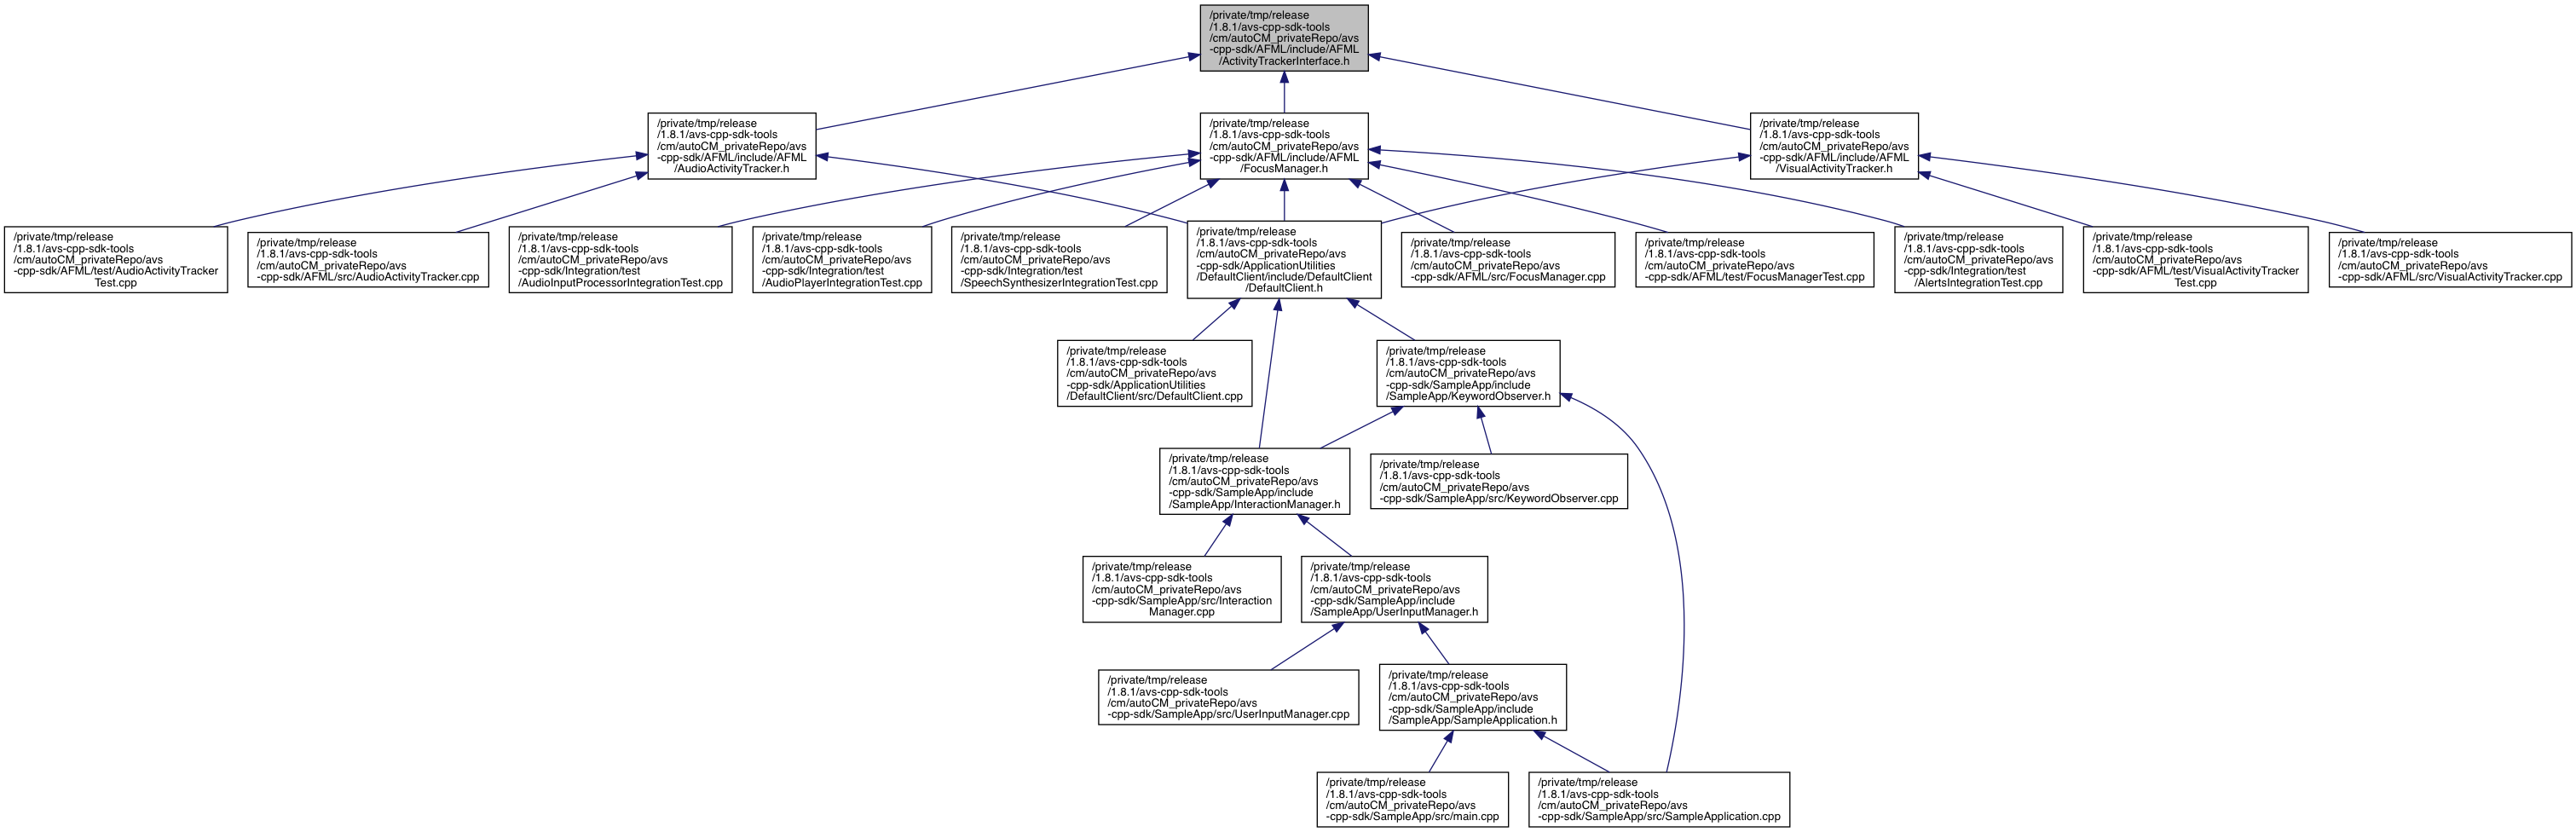 /private/tmp/release
/1.8.1/avs-cpp-sdk-tools
/cm/autoCM_privateRepo/avs
-cpp-sdk/AFML/include/AFML
/ActivityTrackerInterface.h
/private/tmp/release
/1.8.1/avs-cpp-sdk-tools
/cm/autoCM_privateRepo/avs
-cpp-sdk/AFML/include/AFML
/AudioActivityTracker.h
/private/tmp/release
/1.8.1/avs-cpp-sdk-tools
/cm/autoCM_privateRepo/avs
-cpp-sdk/AFML/include/AFML
/FocusManager.h
/private/tmp/release
/1.8.1/avs-cpp-sdk-tools
/cm/autoCM_privateRepo/avs
-cpp-sdk/AFML/include/AFML
/VisualActivityTracker.h
/private/tmp/release
/1.8.1/avs-cpp-sdk-tools
/cm/autoCM_privateRepo/avs
-cpp-sdk/AFML/test/AudioActivityTracker
Test.cpp
/private/tmp/release
/1.8.1/avs-cpp-sdk-tools
/cm/autoCM_privateRepo/avs
-cpp-sdk/AFML/src/AudioActivityTracker.cpp
/private/tmp/release
/1.8.1/avs-cpp-sdk-tools
/cm/autoCM_privateRepo/avs
-cpp-sdk/Integration/test
/AudioInputProcessorIntegrationTest.cpp
/private/tmp/release
/1.8.1/avs-cpp-sdk-tools
/cm/autoCM_privateRepo/avs
-cpp-sdk/Integration/test
/AudioPlayerIntegrationTest.cpp
/private/tmp/release
/1.8.1/avs-cpp-sdk-tools
/cm/autoCM_privateRepo/avs
-cpp-sdk/Integration/test
/SpeechSynthesizerIntegrationTest.cpp
/private/tmp/release
/1.8.1/avs-cpp-sdk-tools
/cm/autoCM_privateRepo/avs
-cpp-sdk/ApplicationUtilities
/DefaultClient/include/DefaultClient
/DefaultClient.h
/private/tmp/release
/1.8.1/avs-cpp-sdk-tools
/cm/autoCM_privateRepo/avs
-cpp-sdk/AFML/src/FocusManager.cpp
/private/tmp/release
/1.8.1/avs-cpp-sdk-tools
/cm/autoCM_privateRepo/avs
-cpp-sdk/AFML/test/FocusManagerTest.cpp
/private/tmp/release
/1.8.1/avs-cpp-sdk-tools
/cm/autoCM_privateRepo/avs
-cpp-sdk/Integration/test
/AlertsIntegrationTest.cpp
/private/tmp/release
/1.8.1/avs-cpp-sdk-tools
/cm/autoCM_privateRepo/avs
-cpp-sdk/AFML/test/VisualActivityTracker
Test.cpp
/private/tmp/release
/1.8.1/avs-cpp-sdk-tools
/cm/autoCM_privateRepo/avs
-cpp-sdk/AFML/src/VisualActivityTracker.cpp
/private/tmp/release
/1.8.1/avs-cpp-sdk-tools
/cm/autoCM_privateRepo/avs
-cpp-sdk/ApplicationUtilities
/DefaultClient/src/DefaultClient.cpp
/private/tmp/release
/1.8.1/avs-cpp-sdk-tools
/cm/autoCM_privateRepo/avs
-cpp-sdk/SampleApp/include
/SampleApp/KeywordObserver.h
/private/tmp/release
/1.8.1/avs-cpp-sdk-tools
/cm/autoCM_privateRepo/avs
-cpp-sdk/SampleApp/include
/SampleApp/InteractionManager.h
/private/tmp/release
/1.8.1/avs-cpp-sdk-tools
/cm/autoCM_privateRepo/avs
-cpp-sdk/SampleApp/src/KeywordObserver.cpp
/private/tmp/release
/1.8.1/avs-cpp-sdk-tools
/cm/autoCM_privateRepo/avs
-cpp-sdk/SampleApp/src/Interaction
Manager.cpp
/private/tmp/release
/1.8.1/avs-cpp-sdk-tools
/cm/autoCM_privateRepo/avs
-cpp-sdk/SampleApp/include
/SampleApp/UserInputManager.h
/private/tmp/release
/1.8.1/avs-cpp-sdk-tools
/cm/autoCM_privateRepo/avs
-cpp-sdk/SampleApp/src/UserInputManager.cpp
/private/tmp/release
/1.8.1/avs-cpp-sdk-tools
/cm/autoCM_privateRepo/avs
-cpp-sdk/SampleApp/include
/SampleApp/SampleApplication.h
/private/tmp/release
/1.8.1/avs-cpp-sdk-tools
/cm/autoCM_privateRepo/avs
-cpp-sdk/SampleApp/src/main.cpp
/private/tmp/release
/1.8.1/avs-cpp-sdk-tools
/cm/autoCM_privateRepo/avs
-cpp-sdk/SampleApp/src/SampleApplication.cpp